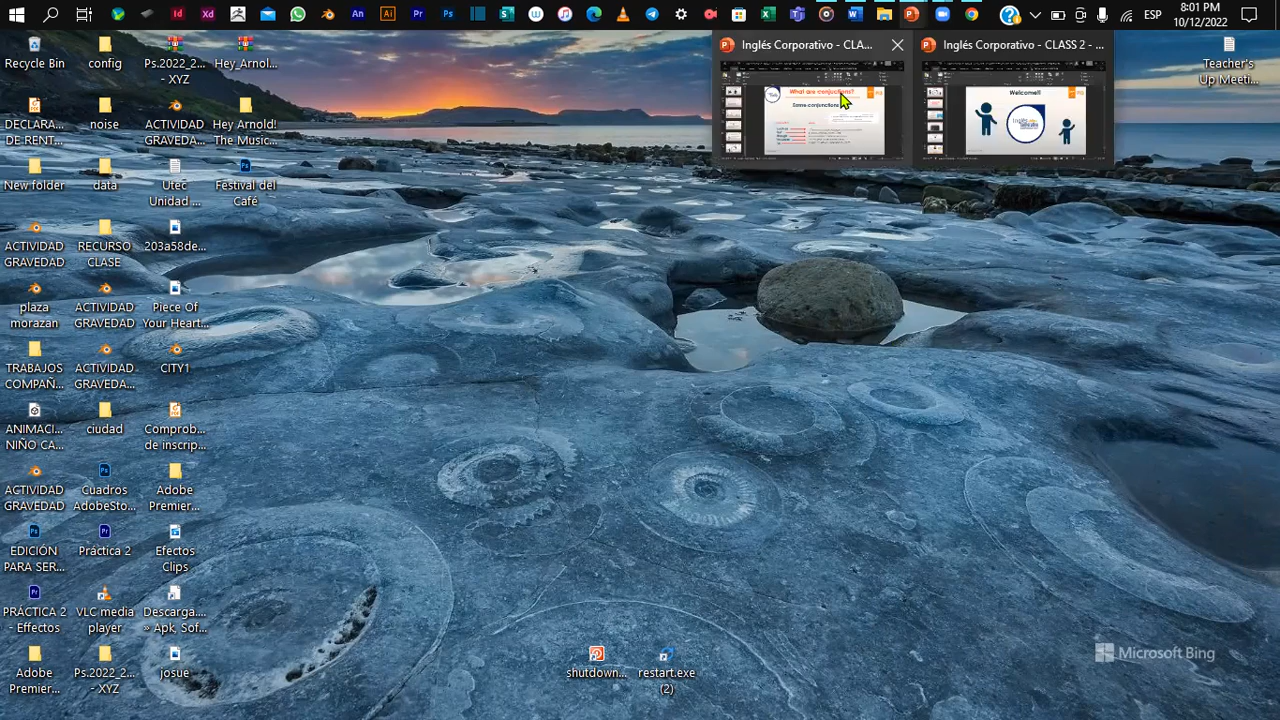 ESP
8:01 PM
10/12/2022
Inglés Corporativo - CLA...
Inglés Corporativo - CLASS 2 - ...
What are conjuctions?
Some conjunctions
Welcome!!
Inglés
Recycle Bin
config
Ps.2022_2...
- XYZ
Hey_Arnol...
Teacher's
Up Meeti...
DECLARA...
DE RENT...
noise
ACTIVIDAD
GRAVEDA...
Hey Arnold!
The Music...
New folder
data
Utec
Unidad ...
Festival del
Café
ACTIVIDAD
GRAVEDAD
RECURSO
CLASE
203a58de...
plaza
morazan
ACTIVIDAD
GRAVEDAD
Piece Of
Your Heart...
TRABAJOS
COMPAÑ...
ACTIVIDAD
GRAVEDA...
CITY1
ANIMACI...
NIÑO CA...
ciudad
Comprob...
de inscrip...
ACTIVIDAD
GRAVEDAD
Cuadros
AdobeSto...
Adobe
Premier...
EDICIÓN
PARA SER...
Práctica 2
Efectos
Clips
PRÁCTICA 2
- Effectos
VLC media
player
Descarga....
» Apk, Sof...
Adobe
Premier...
Ps.2022_2...
- XYZ
josue
shutdown...
restart.exe
(2)
Microsoft Bing